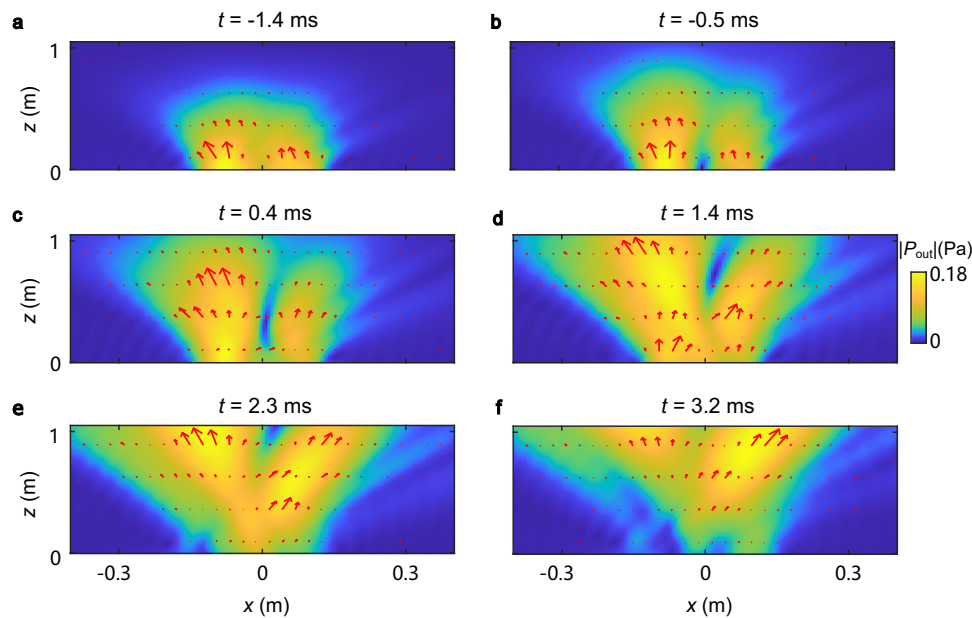 a t = -1.4 ms
b t = -0.5 ms
1
z (m)
0
1
0
c t = 0.4 ms
d t = 1.4 ms
1
z (m)
0
|Pout|(Pa)
0.18
0
e t = 2.3 ms
f t = 3.2 ms
1
z (m)
0
-0.3 0 0.3
x (m)
-0.3 0 0.3
x (m)